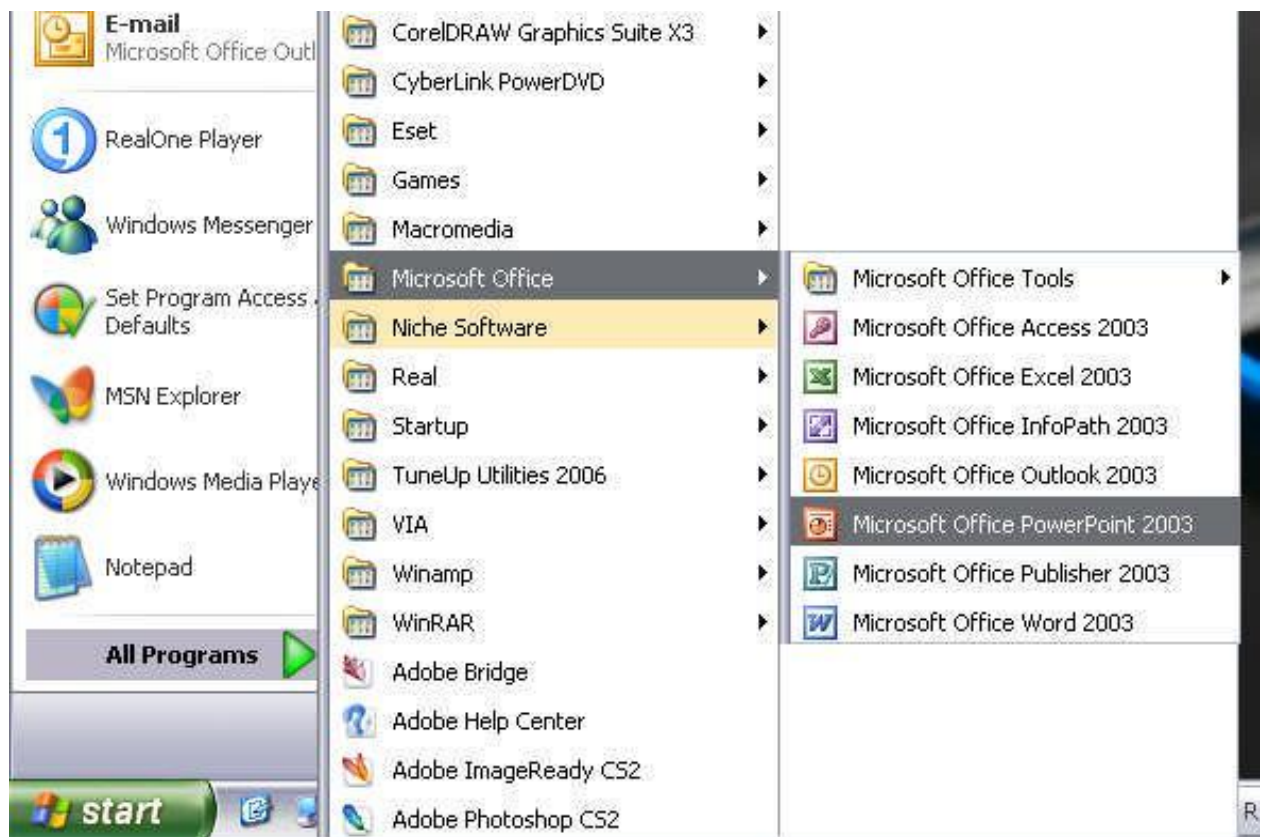 E-mail
Microsoft Office Outl
RealOne Player
Windows Messenger
Set Program Access
Defaults
MSN Explorer
Windows Media Playe
Notepad
All Programs
start
CorelDRAW Graphics Suite X3
CyberLink PowerDVD
Eset
Games
Macromedia
Microsoft Office
Niche Software
Real
Startup
TuneUp Utilities 2006
VIA
Winamp
WinRAR
Adobe Bridge
Adobe Help Center
Adobe ImageReady CS2
Adobe Photoshop CS2
Microsoft Office Tools
Microsoft Office Access 2003
Microsoft Office Excel 2003
Microsoft Office InfoPath 2003
Microsoft Office Outlook 2003
Microsoft Office PowerPoint 2003
Microsoft Office Publisher 2003
Microsoft Office Word 2003
R